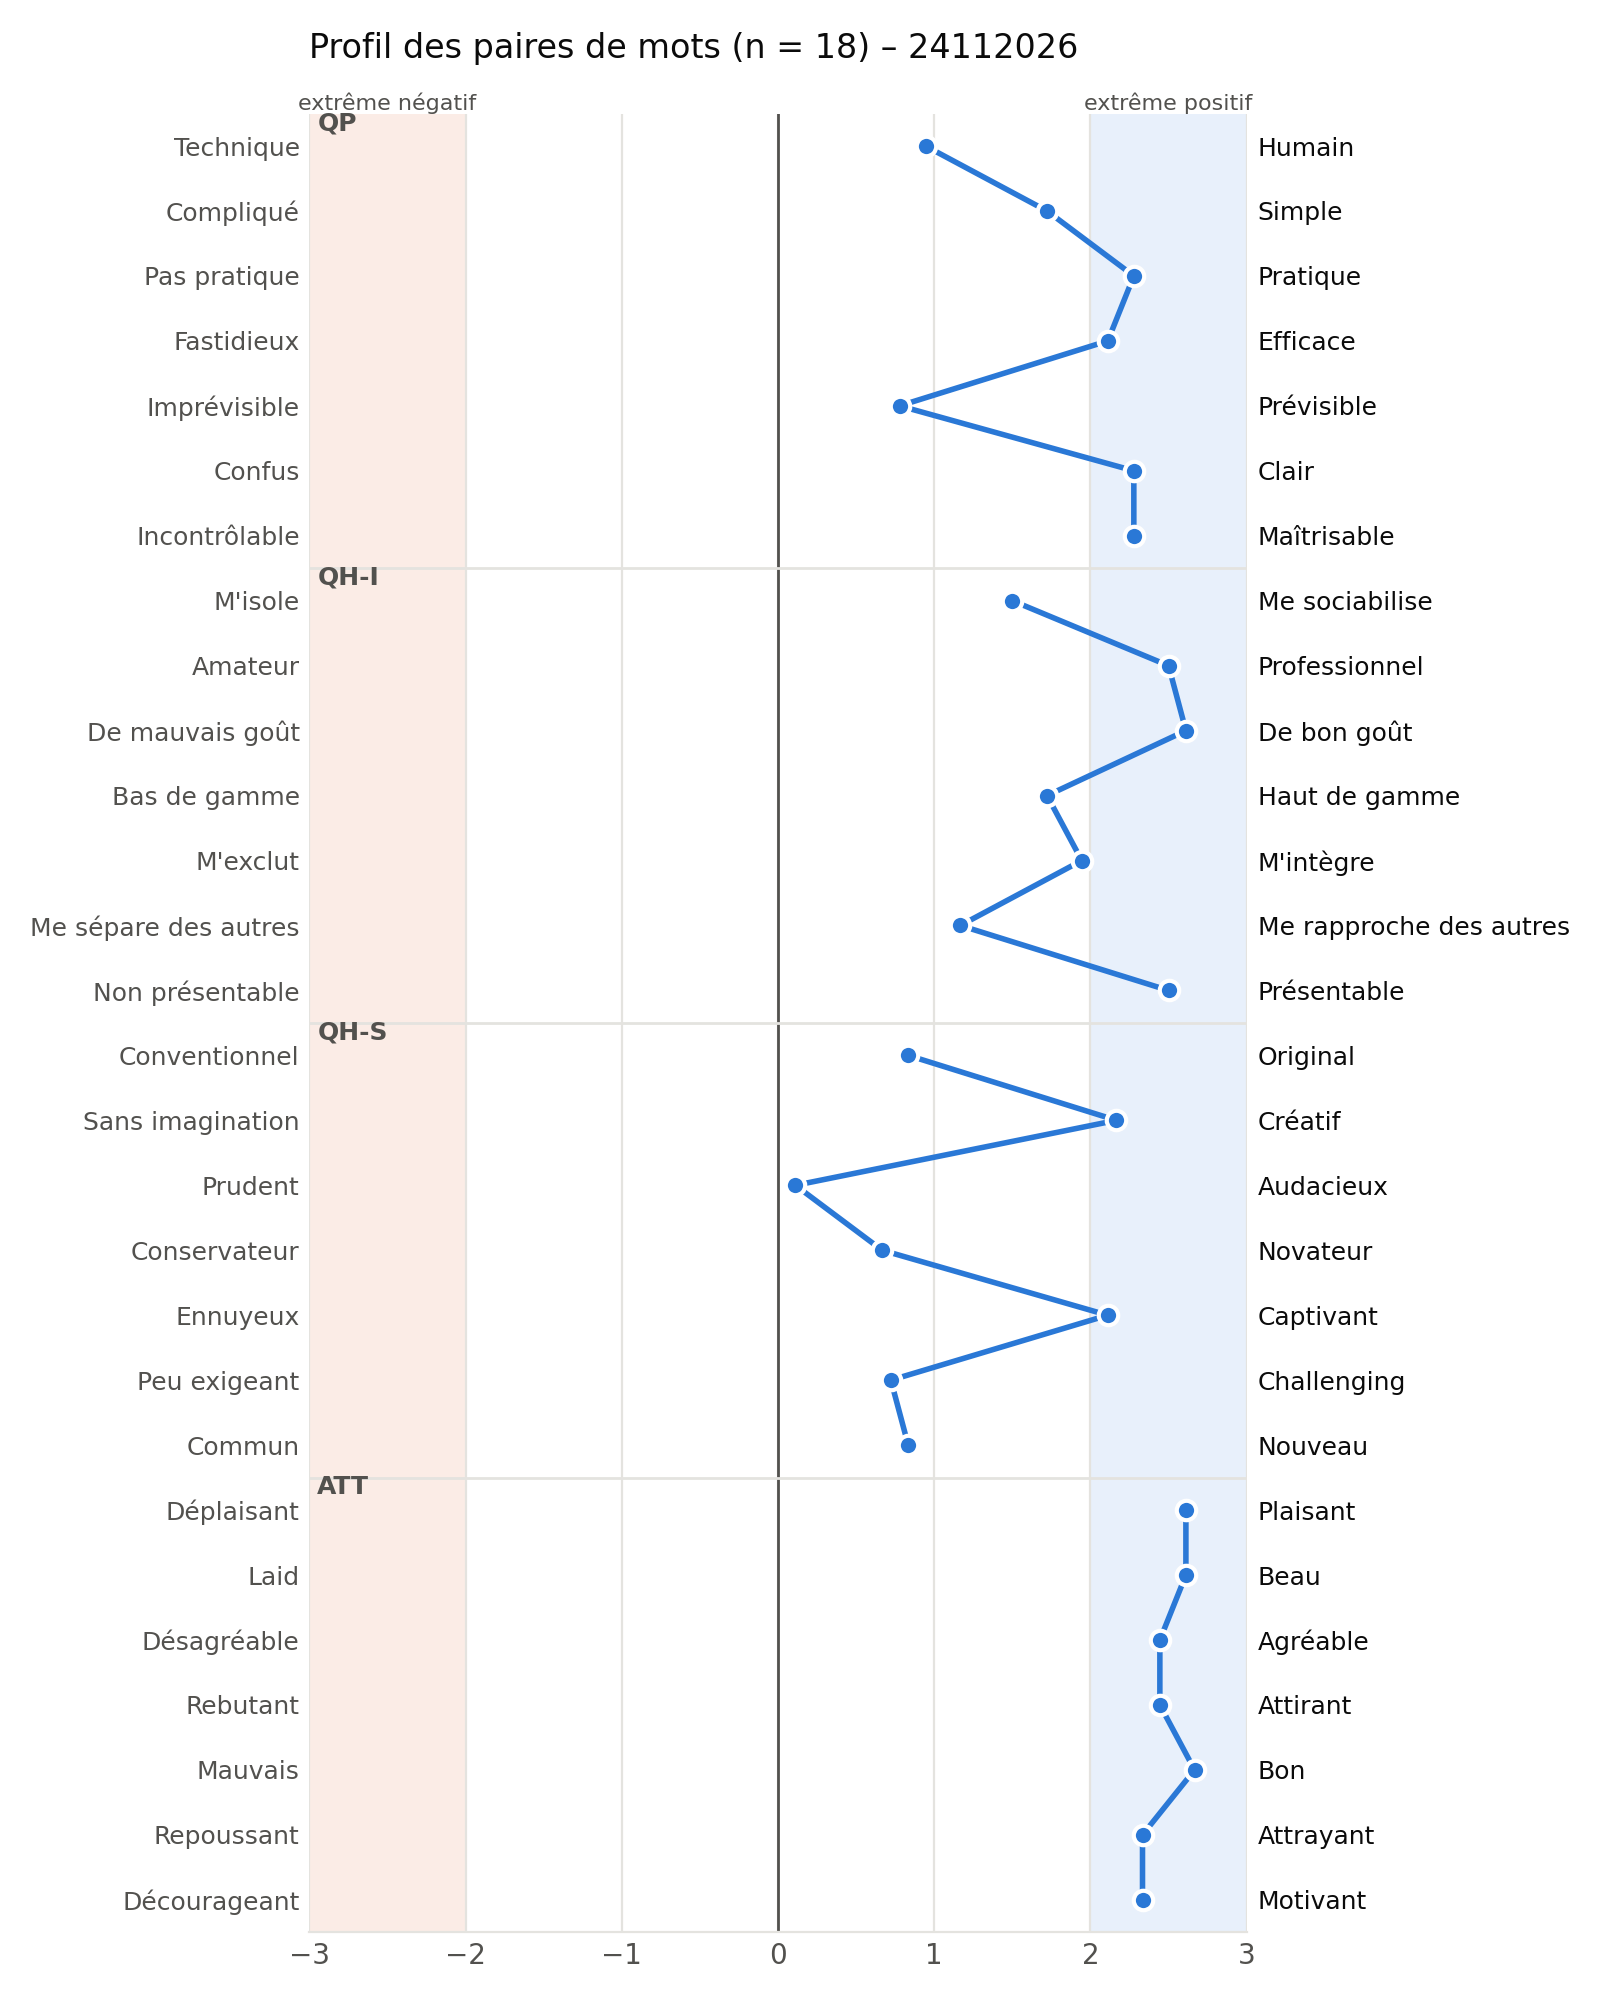 Profil des paires de mots (n = 18) – 24112026
extrême négatif extrême positif
QP
Technique Humain
Compliqué Simple
Pas pratique Pratique
Fastidieux Efficace
Imprévisible Prévisible
Confus Clair
Incontrôlable Maîtrisable
QH-I
M'isole Me sociabilise
Amateur Professionnel
De mauvais goût De bon goût
Bas de gamme Haut de gamme
M'exclut M'intègre
Me sépare des autres Me rapproche des autres
Non présentable Présentable
QH-S
Conventionnel Original
Sans imagination Créatif
Prudent Audacieux
Conservateur Novateur
Ennuyeux Captivant
Peu exigeant Challenging
Commun Nouveau
ATT
Déplaisant Plaisant
Laid Beau
Désagréable Agréable
Rebutant Attirant
Mauvais Bon
Repoussant Attrayant
Décourageant Motivant
−3 −2 −1 0 1 2 3